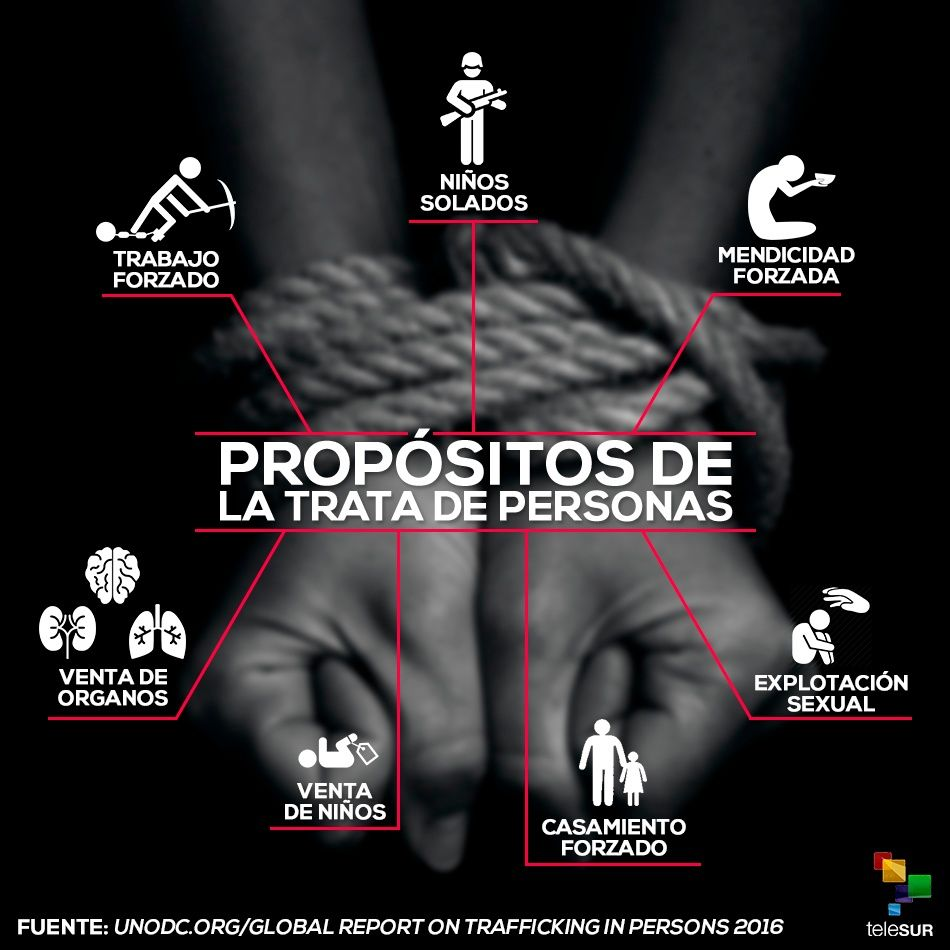 NIÑOS
SOLADOS
TRABAJO
FORZADO
MENDICIDAD
FORZADA
PROPÓSITOS DE
LA TRATA DE PERSONAS
VENTA DE
ORGANOS
EXPLOTACIÓN
SEXUAL
VENTA
DE NIÑOS
CASAMIENTO
FORZADO
FUENTE: UNODC.ORG/GLOBAL REPORT ON TRAFFICKING IN PERSONS 2016
teleSUR